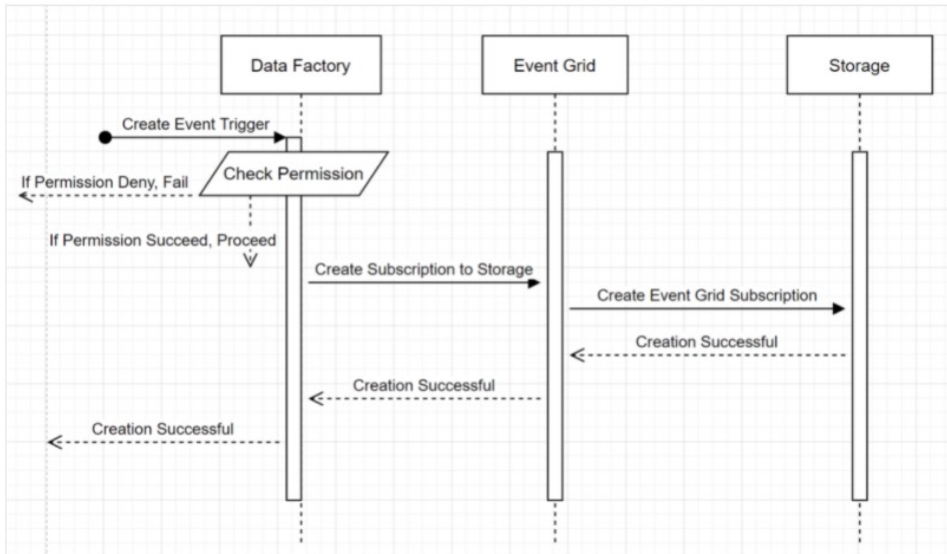 Data Factory
Event Grid
Storage
Create Event Trigger
Check Permission
If Permission Deny, Fail
If Permission Succeed, Proceed
Create Subscription to Storage
Create Event Grid Subscription
Creation Successful
Creation Successful
Creation Successful